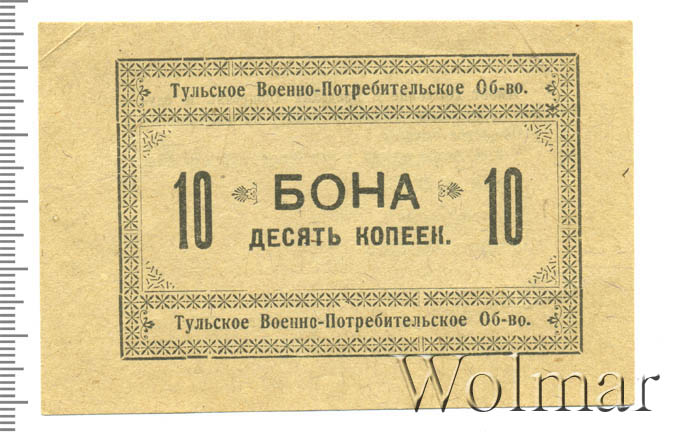 Тульское Военно-Потребительское Об-во.
10 БОНА 10
ДЕСЯТЬ КОПЕЕК.
Тульское Военно-Потребительское Об-во.
Wolmar